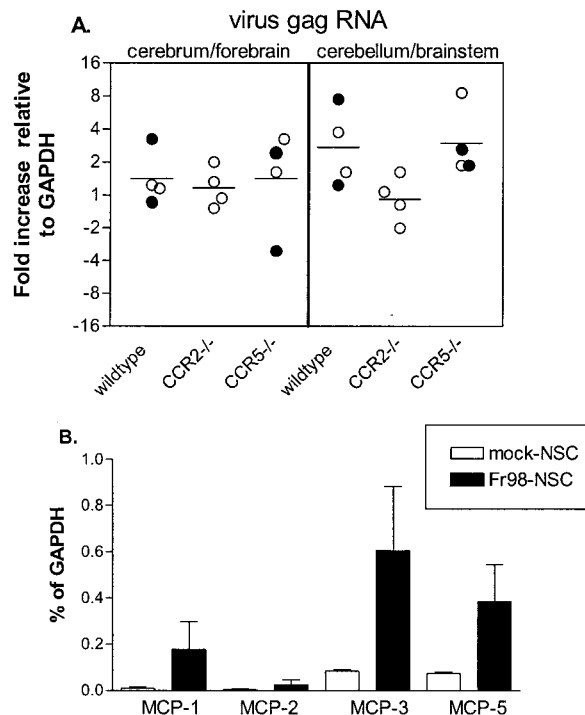 A.
virus gag RNA
cerebrum/forebrain
cerebellum/brainstem
Fold increase relative
to GAPDH
16
8
4
2
1
-2
-4
-8
-16
wildtype
CCR2-/-
CCR5-/-
wildtype
CCR2-/-
CCR5-/-
B.
mock-NSC
Fr98-NSC
% of GAPDH
1.0
0.8
0.6
0.4
0.2
0.0
MCP-1
MCP-2
MCP-3
MCP-5